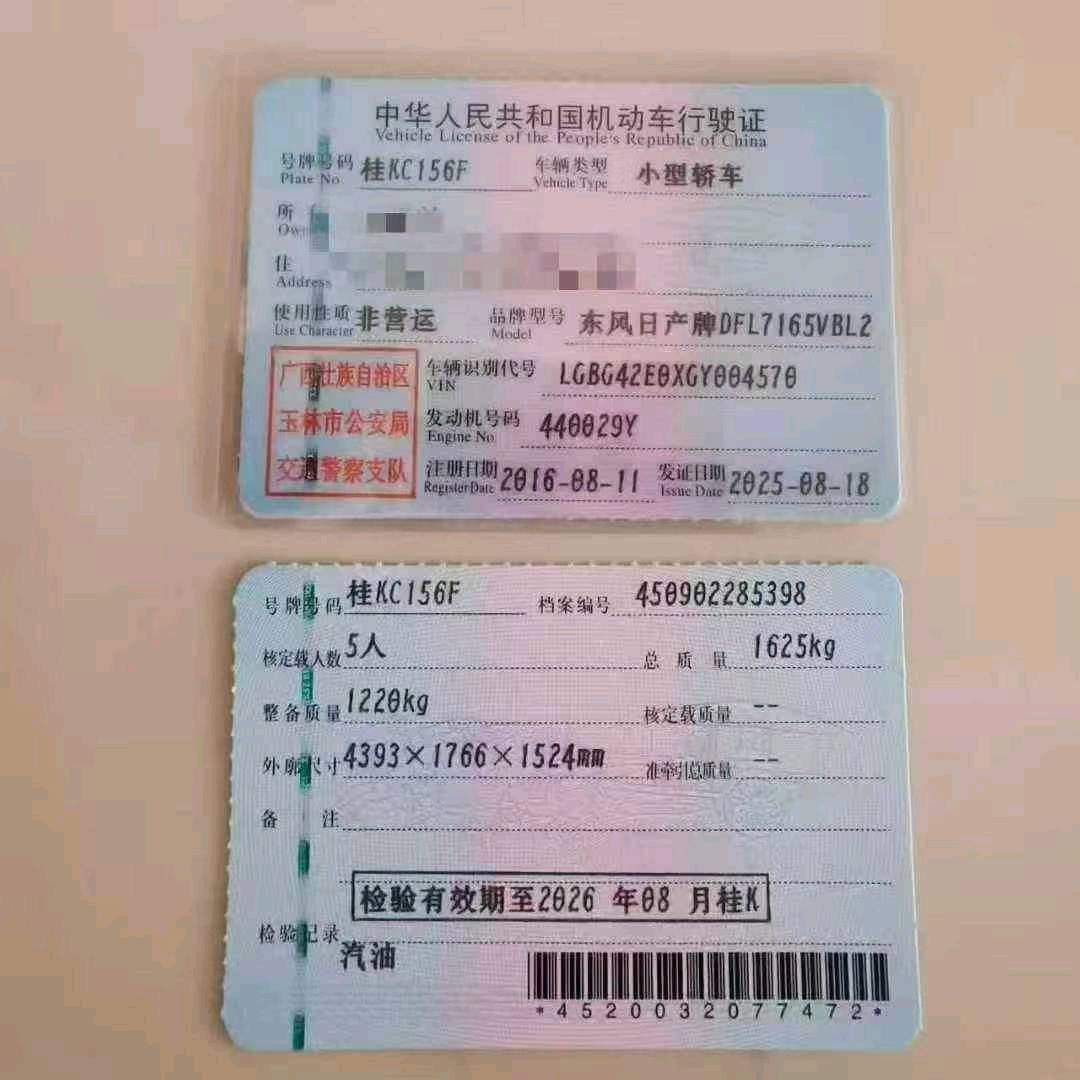 中华人民共和国机动车行驶证
Vehicle License of the People's Republic of China
号牌号码 桂KC156F 车辆类型 小型轿车
Plate No. Vehicle Type
所
Own
住
Address
使用性质 非营运 品牌型号 东风日产牌DFL7165VBL2
Use Character Model
广西壮族自治区
玉林市公安局
交通警察支队
车辆识别代号 LGBG42E0XGY004570
VIN
发动机号码 440029Y
Engine No.
注册日期 2016-08-11 发证日期 2025-08-18
Register Date Issue Date
号牌号码 桂KC156F 档案编号 450902285398
核定载人数 5人 总质量 1625kg
整备质量 1220kg 核定载质量 --
外廓尺寸 4393×1766×1524mm 准牵引总质量 --
备注
检验有效期至2026 年08 月桂K
检验记录
汽油
*4520032077472*